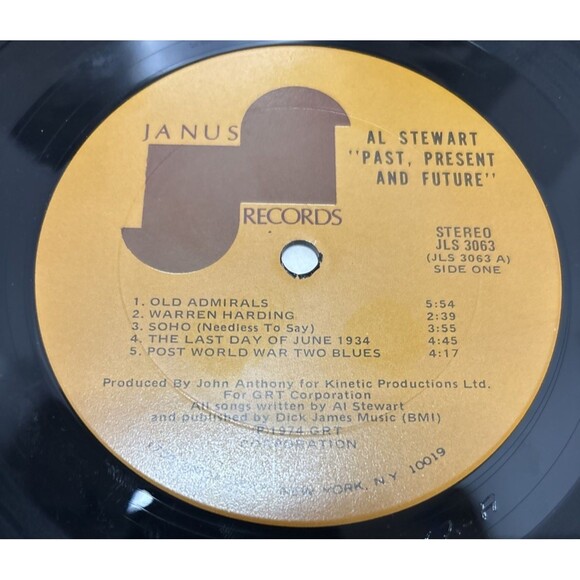 JANUS
RECORDS
AL STEWART
"PAST, PRESENT
AND FUTURE"
STEREO
JLS 3063
(JLS 3063 A)
SIDE ONE
1. OLD ADMIRALS 5:54
2. WARREN HARDING 2:39
3. SOHO (Needless To Say) 3:55
4. THE LAST DAY OF JUNE 1934 4:45
5. POST WORLD WAR TWO BLUES 4:17
Produced By John Anthony for Kinetic Productions Ltd.
For GRT Corporation
All songs written by Al Stewart
and published by Dick James Music (BMI)
℗ 1974 GRT
CORPORATION
NEW YORK, N.Y. 10019